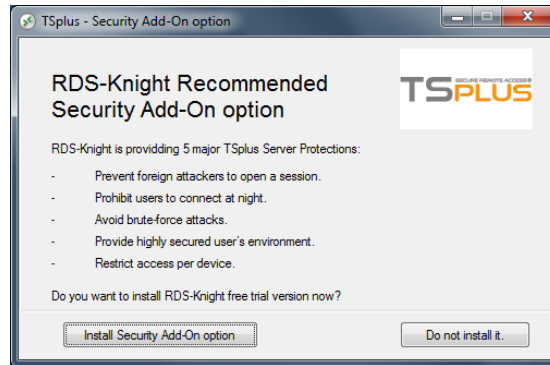 TSplus - Security Add-On option
RDS-Knight Recommended
Security Add-On option
SECURE REMOTE ACCESS
TSPLUS
RDS-Knight is providding 5 major TSplus Server Protections:
- Prevent foreign attackers to open a session.
- Prohibit users to connect at night.
- Avoid brute-force attacks.
- Provide highly secured user's environment.
- Restrict access per device.
Do you want to install RDS-Knight free trial version now?
Install Security Add-On option
Do not install it.